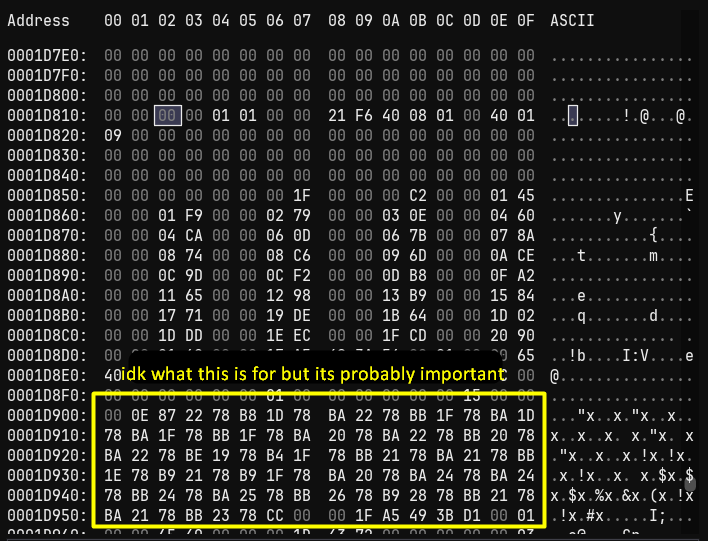 Address 00 01 02 03 04 05 06 07 08 09 0A 0B 0C 0D 0E 0F ASCII
0001D7E0: 00 00 00 00 00 00 00 00 00 00 00 00 00 00 00 00 ................
0001D7F0: 00 00 00 00 00 00 00 00 00 00 00 00 00 00 00 00 ................
0001D800: 00 00 00 00 00 00 00 00 00 00 00 00 00 00 00 00 ................
0001D810: 00 00 00 00 01 01 00 00 21 F6 40 08 01 00 40 01 ........!.@...@.
0001D820: 09 00 00 00 00 00 00 00 00 00 00 00 00 00 00 00 ................
0001D830: 00 00 00 00 00 00 00 00 00 00 00 00 00 00 00 00 ................
0001D840: 00 00 00 00 00 00 00 00 00 00 00 00 00 00 00 00 ................
0001D850: 00 00 00 00 00 00 00 1F 00 00 00 C2 00 00 01 45 ...............E
0001D860: 00 00 01 F9 00 00 02 79 00 00 03 0E 00 00 04 60 .......y.......`
0001D870: 00 00 04 CA 00 00 06 0D 00 00 06 7B 00 00 07 8A ...........{....
0001D880: 00 00 08 74 00 00 08 C6 00 00 09 6D 00 00 0A CE ...t.......m....
0001D890: 00 00 0C 9D 00 00 0C F2 00 00 0D B8 00 00 0F A2 ................
0001D8A0: 00 00 11 65 00 00 12 98 00 00 13 B9 00 00 15 84 ...e............
0001D8B0: 00 00 17 71 00 00 19 DE 00 00 1B 64 00 00 1D 02 ...q.......d....
0001D8C0: 00 00 1D DD 00 00 1E EC 00 00 1F CD 00 00 20 90 .............. .
0001D8D0: 65 ..!b....I:V...e
0001D8E0: 40 00 @...............
idk what this is for but its probably important
0001D8F0: 01 15 00 00 ................
0001D900: 00 0E 87 22 78 B8 1D 78 BA 22 78 BB 1F 78 BA 1D ..."x..x."x..x..
0001D910: 78 BA 1F 78 BB 1F 78 BA 20 78 BA 22 78 BB 20 78 x..x..x. x."x. x
0001D920: BA 22 78 BE 19 78 B4 1F 78 BB 21 78 BA 21 78 BB ."x..x..x.!x.!x.
0001D930: 1E 78 B9 21 78 B9 1F 78 BA 20 78 BA 24 78 BA 24 .x.!x..x. x.$x.$
0001D940: 78 BB 24 78 BA 25 78 BB 26 78 B9 28 78 BB 21 78 x.$x.%x.&x.(x.!x
0001D950: BA 21 78 BB 23 78 CC 00 00 1F A5 49 3B D1 00 01 .!x.#x.....I;...